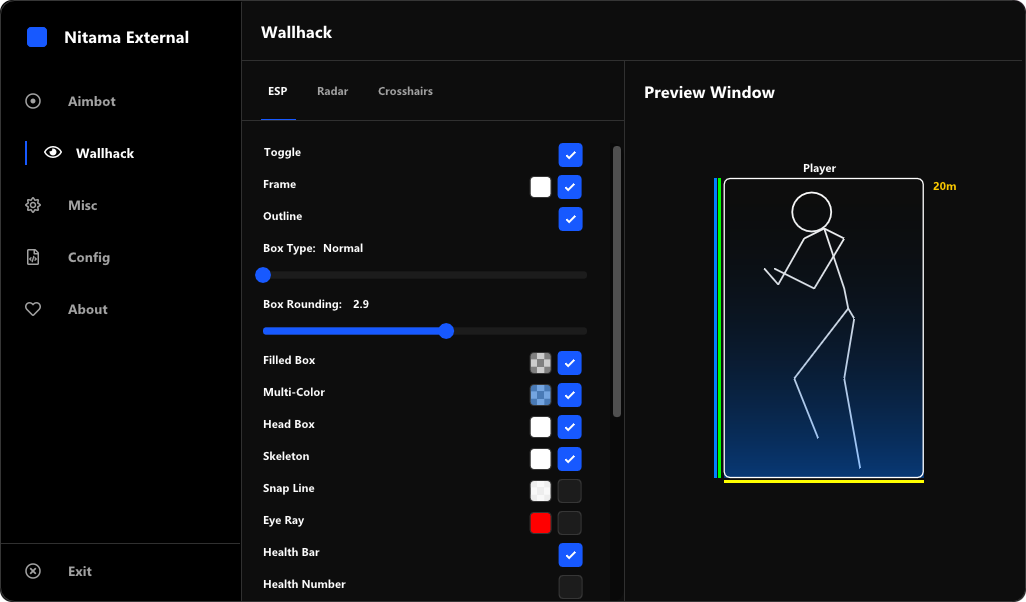 Nitama External
Aimbot
Wallhack
Misc
Config
About
Exit
Wallhack
ESP Radar Crosshairs
Toggle
Frame
Outline
Box Type: Normal
Box Rounding: 2.9
Filled Box
Multi-Color
Head Box
Skeleton
Snap Line
Eye Ray
Health Bar
Health Number
Preview Window
Player
20m